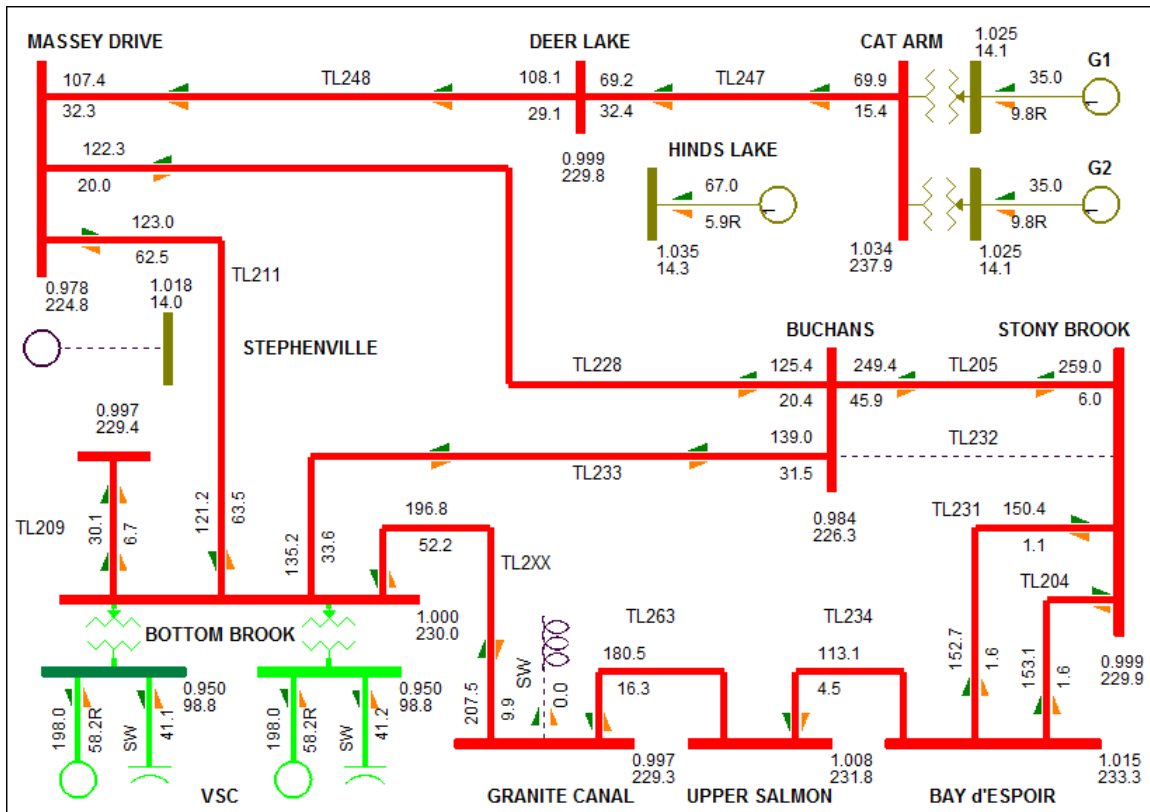 MASSEY DRIVE
DEER LAKE
CAT ARM
1.025
14.1
G1
107.4
TL248
108.1
69.2
TL247
69.9
35.0
32.3
29.1
32.4
15.4
9.8R
122.3
HINDS LAKE
G2
20.0
0.999
229.8
67.0
35.0
5.9R
9.8R
123.0
62.5
1.035
14.3
1.034
237.9
1.025
14.1
TL211
0.978
224.8
1.018
14.0
STEPHENVILLE
BUCHANS
STONY BROOK
TL228
125.4
249.4
TL205
259.0
20.4
45.9
6.0
0.997
229.4
139.0
TL232
TL233
31.5
TL209
30.1
6.7
121.2
63.5
135.2
33.6
196.8
52.2
0.984
226.3
TL231
150.4
1.1
TL2XX
TL204
1.000
230.0
BOTTOM BROOK
TL263
TL234
152.7
1.6
153.1
1.6
0.999
229.9
0.950
98.8
0.950
98.8
180.5
113.1
16.3
4.5
198.0
58.2R
SW
41.1
198.0
58.2R
SW
41.2
207.5
9.9
SW
0.0
0.997
229.3
1.008
231.8
1.015
233.3
VSC
GRANITE CANAL
UPPER SALMON
BAY d'ESPOIR